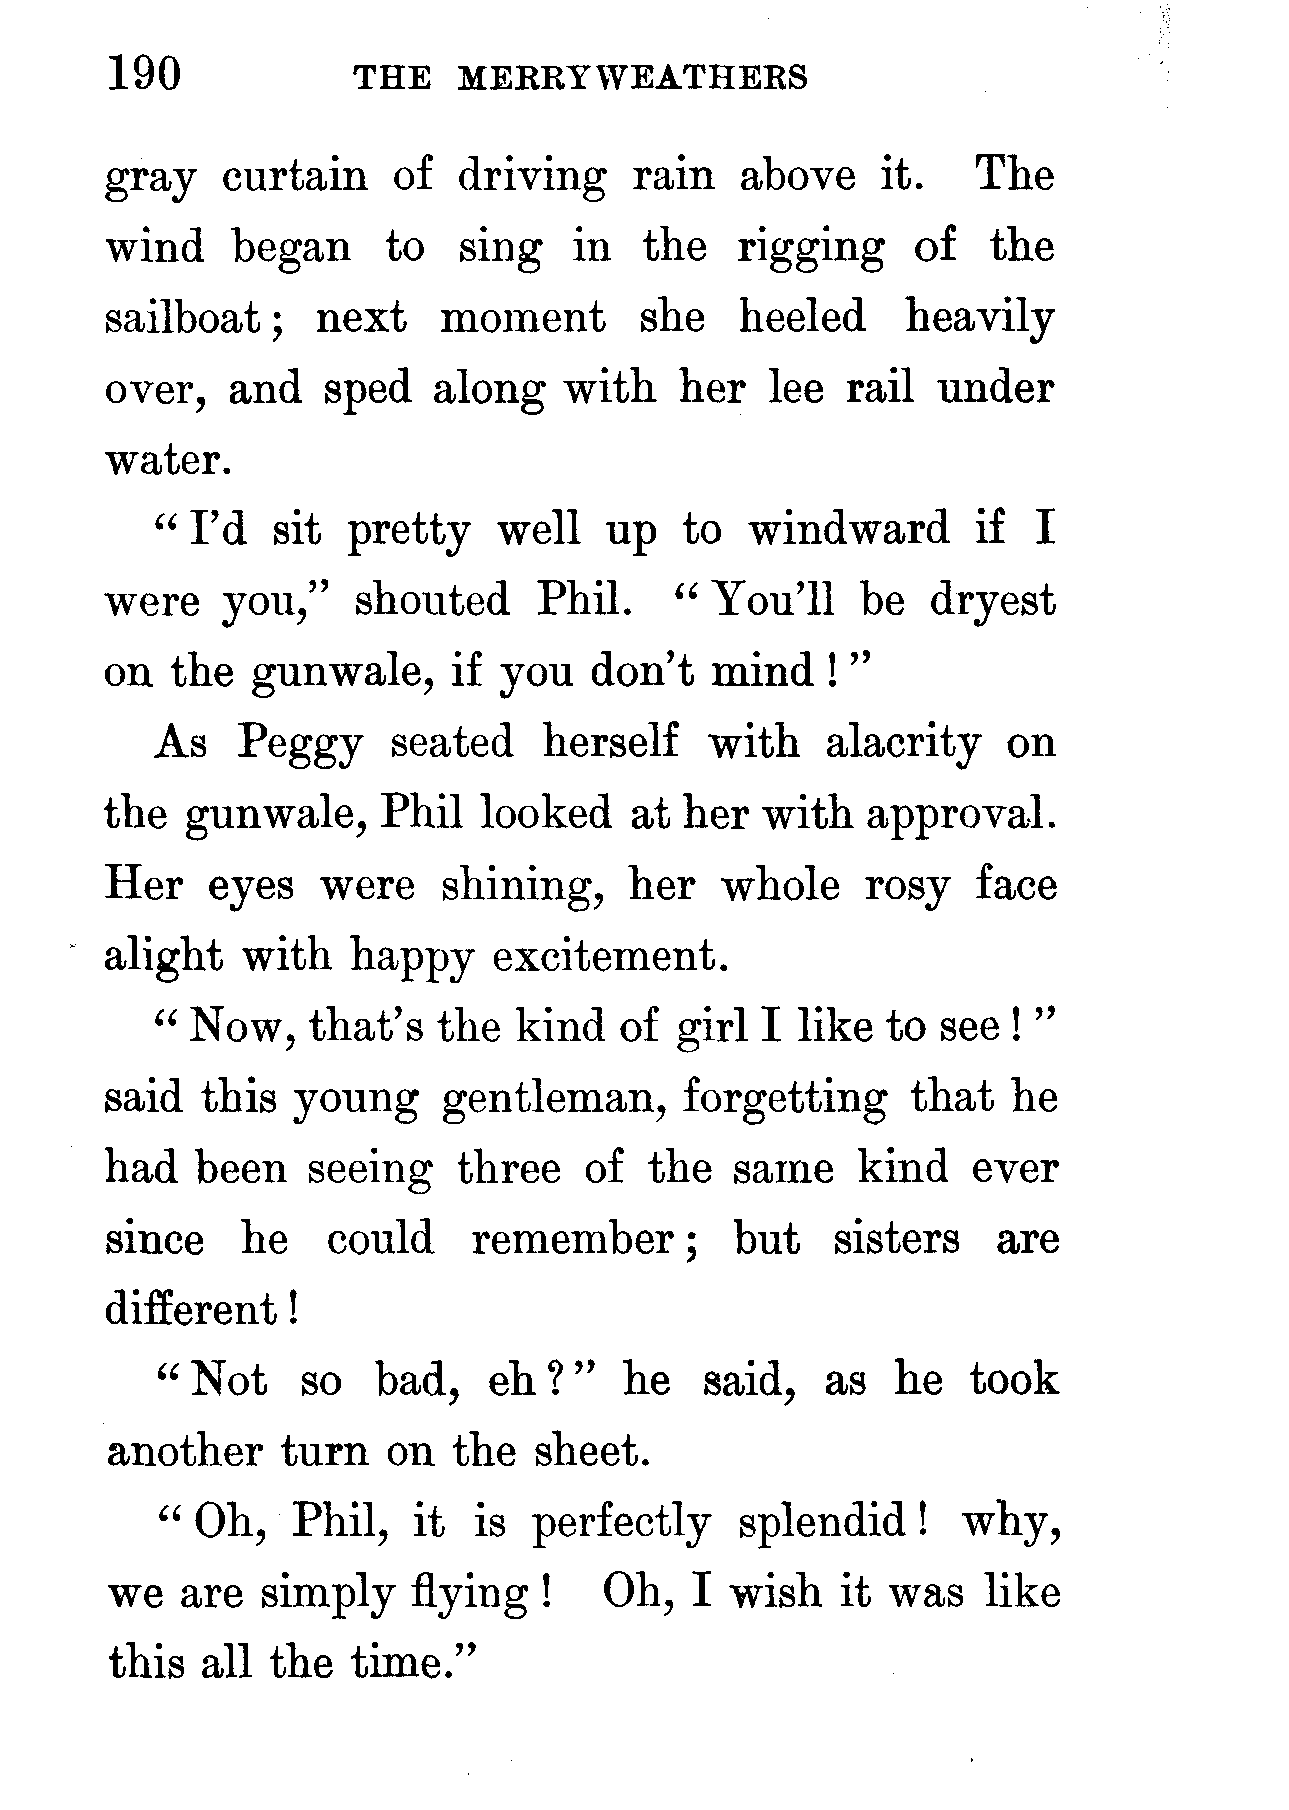 190 THE MERRYWEATHERS
gray curtain of driving rain above it. The
wind began to sing in the rigging of the
sailboat; next moment she heeled heavily
over, and sped along with her lee rail under
water.
"I'd sit pretty well up to windward if I
were you," shouted Phil. "You'll be dryest
on the gunwale, if you don't mind!"
As Peggy seated herself with alacrity on
the gunwale, Phil looked at her with approval.
Her eyes were shining, her whole rosy face
alight with happy excitement.
"Now, that's the kind of girl I like to see!"
said this young gentleman, forgetting that he
had been seeing three of the same kind ever
since he could remember; but sisters are
different!
"Not so bad, eh?" he said, as he took
another turn on the sheet.
"Oh, Phil, it is perfectly splendid! why,
we are simply flying! Oh, I wish it was like
this all the time."